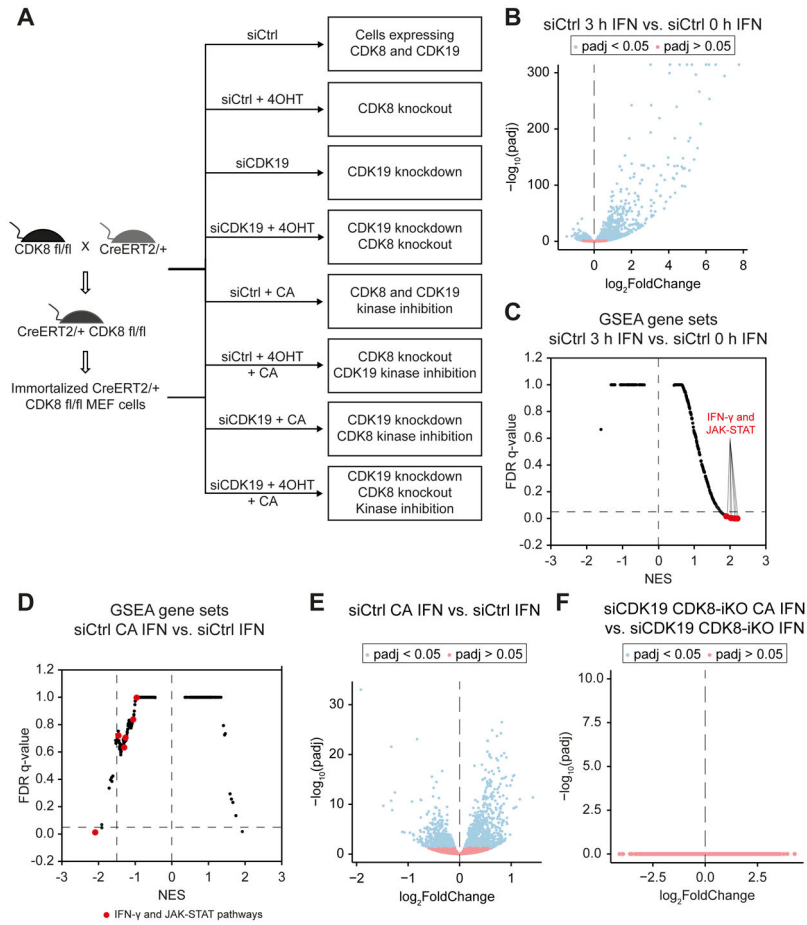 A
siCtrl
Cells expressing
CDK8 and CDK19
siCtrl + 4OHT
CDK8 knockout
siCDK19
CDK19 knockdown
siCDK19 + 4OHT
CDK19 knockdown
CDK8 knockout
siCtrl + CA
CDK8 and CDK19
kinase inhibition
siCtrl + 4OHT
+ CA
CDK8 knockout
CDK19 kinase inhibition
siCDK19 + CA
CDK19 knockdown
CDK8 kinase inhibition
siCDK19 + 4OHT
+ CA
CDK19 knockdown
CDK8 knockout
Kinase inhibition
CDK8 fl/fl
X
CreERT2/+
CreERT2/+ CDK8 fl/fl
Immortalized CreERT2/+
CDK8 fl/fl MEF cells
B
siCtrl 3 h IFN vs. siCtrl 0 h IFN
padj < 0.05
padj > 0.05
300
200
100
0
−log10(padj)
0
2
4
6
8
log2FoldChange
C
GSEA gene sets
siCtrl 3 h IFN vs. siCtrl 0 h IFN
1.2
1.0
0.8
0.6
0.4
0.2
0.0
-0.2
FDR q-value
IFN-γ and
JAK-STAT
-3
-2
-1
0
1
2
3
NES
D
GSEA gene sets
siCtrl CA IFN vs. siCtrl IFN
1.2
1.0
0.8
0.6
0.4
0.2
0.0
-0.2
FDR q-value
-3
-2
-1
0
1
2
3
NES
IFN-γ and JAK-STAT pathways
E
siCtrl CA IFN vs. siCtrl IFN
padj < 0.05
padj > 0.05
30
20
10
0
−log10(padj)
−2
−1
0
1
log2FoldChange
F
siCDK19 CDK8-iKO CA IFN
vs. siCDK19 CDK8-iKO IFN
padj < 0.05
padj > 0.05
10.0
7.5
5.0
2.5
0.0
−log10(padj)
−2.5
0.0
2.5
log2FoldChange